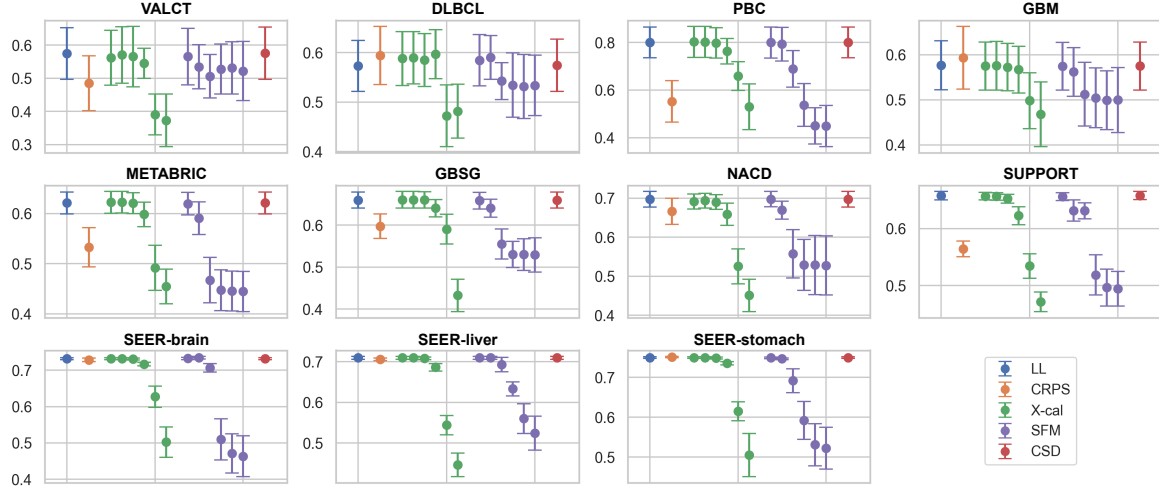 VALCT
DLBCL
PBC
GBM
0.6
0.5
0.4
0.3
0.6
0.5
0.4
0.8
0.6
0.4
0.6
0.5
0.4
METABRIC
GBSG
NACD
SUPPORT
0.6
0.5
0.4
0.6
0.5
0.4
0.7
0.6
0.5
0.4
0.6
0.5
SEER-brain
SEER-liver
SEER-stomach
0.7
0.6
0.5
0.4
0.7
0.6
0.5
0.7
0.6
0.5
LL
CRPS
X-cal
SFM
CSD